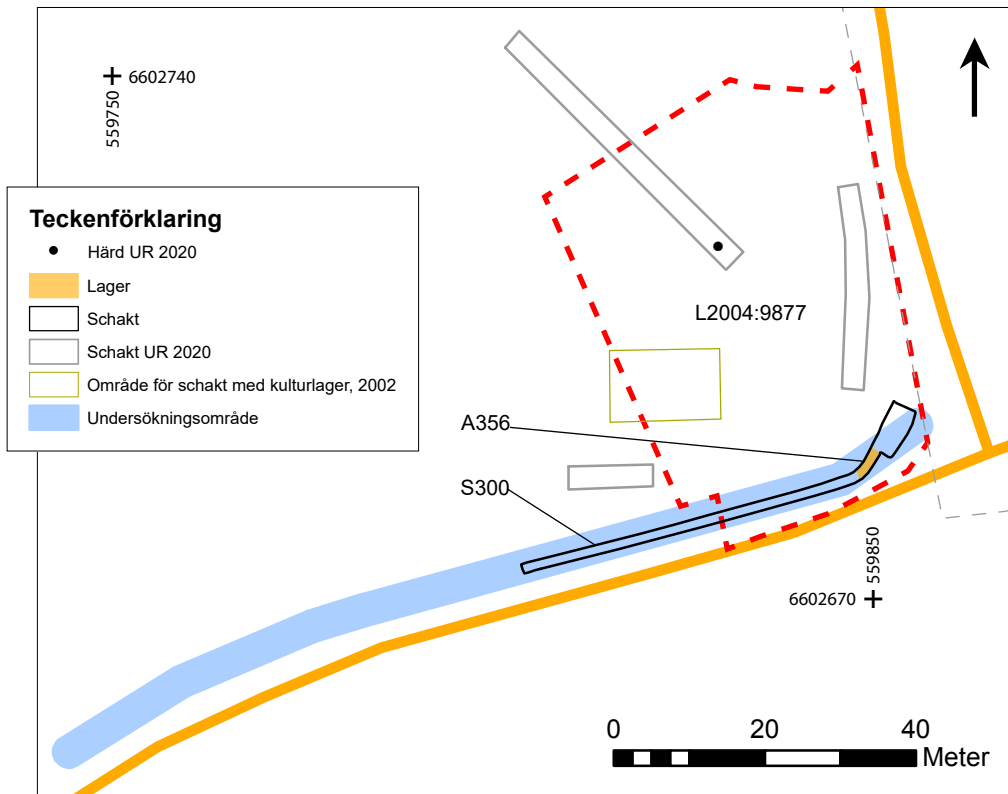 6602740
559750
Teckenförklaring
Härd UR 2020
Lager
Schakt
Schakt UR 2020
Område för schakt med kulturlager, 2002
Undersökningsområde
L2004:9877
A356
S300
559850
6602670
0 20 40
Meter